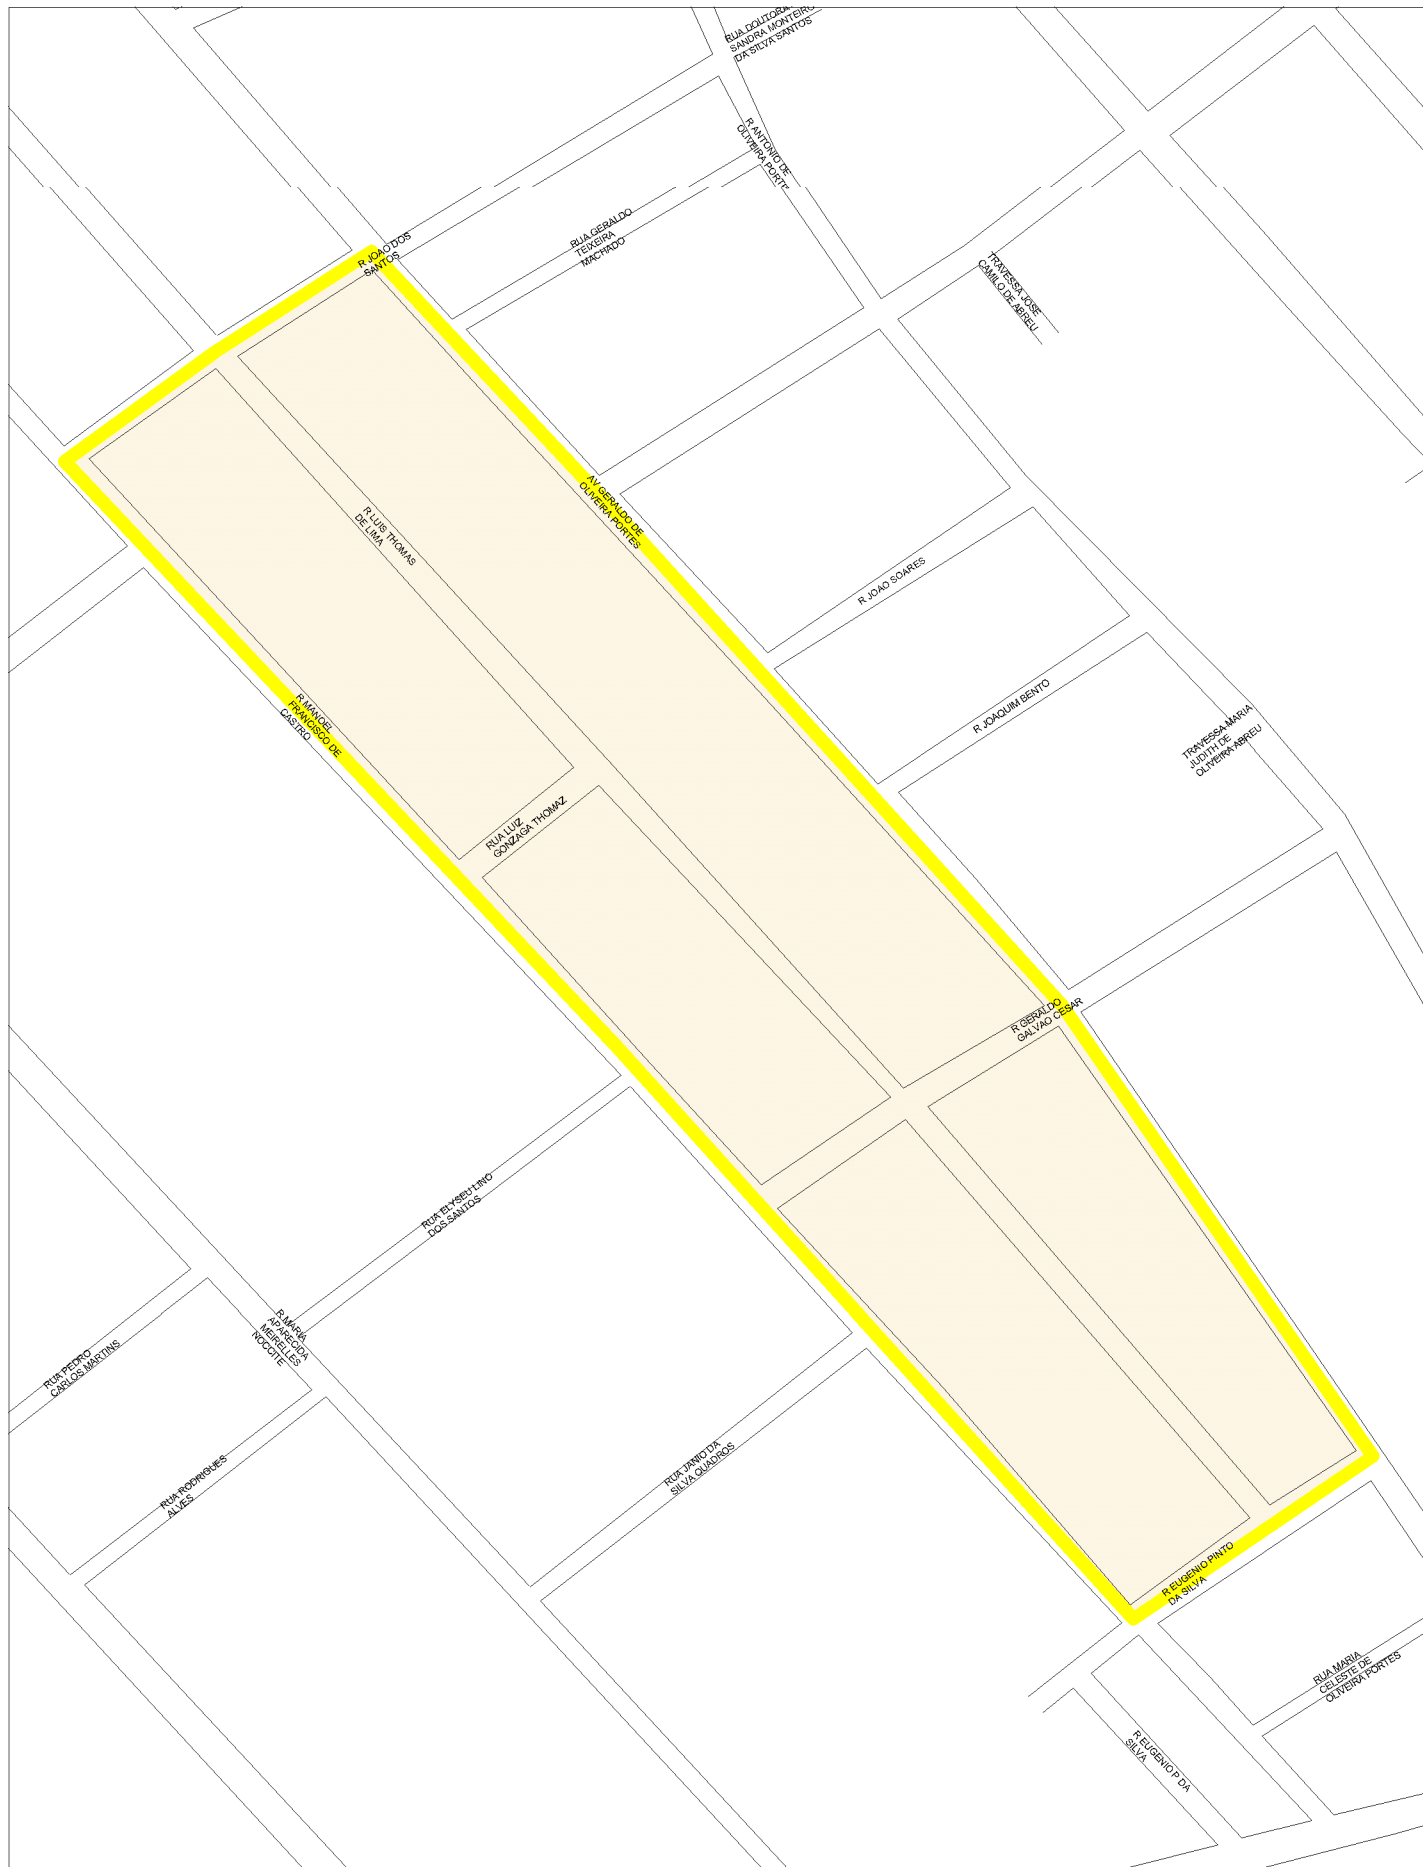 RUA DOUTORA
SANDRA MONTEIRO
DA SILVA SANTOS
R ANTONIO DE
OLIVEIRA PORTE
RUA GERALDO
TEIXEIRA
MACHADO
R JOAO DOS
SANTOS
TRAVESSA JOSE
CAMILO DE ABREU
AV GERALDO DE
OLIVEIRA PORTES
R LUIS THOMAS
DE LIMA
R JOAO SOARES
R JOAQUIM BENTO
R MANOEL
FRANCISCO DE
CASTRO
TRAVESSA MARIA
JUDITH DE
OLIVEIRA ABREU
RUA LUIZ
GONZAGA THOMAZ
R GERALDO
GALVAO CESAR
RUA ELYSEU LINO
DOS SANTOS
R MARIA
APARECIDA
MEIRELLES
NOCCITE
RUA PEDRO
CARLOS MARTINS
RUA JANIO DA
SILVA QUADROS
RUA RODRIGUES
ALVES
R EUGENIO PINTO
DA SILVA
RUA MARIA
CELESTE DE
OLIVEIRA PORTES
R EUGENIO P DA
SILVA